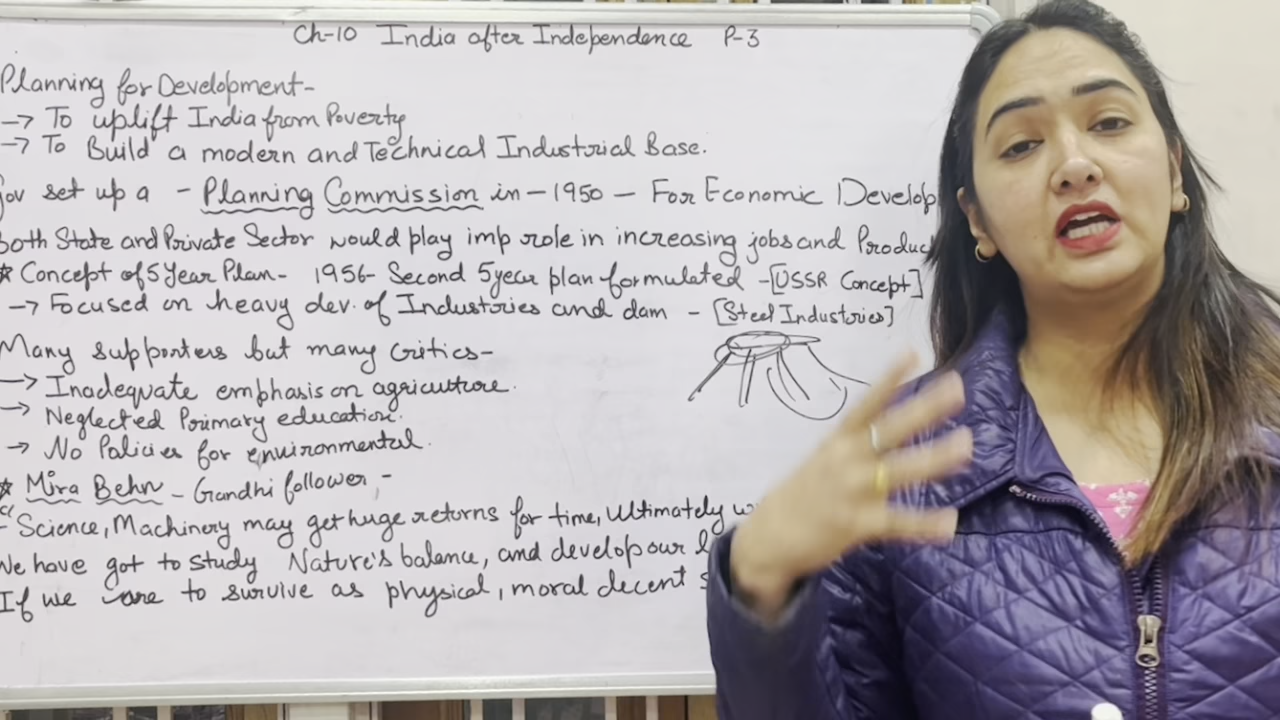 Ch-10 India after Independence P-3
Planning for Development-
→ To uplift India from Poverty
→ To Build a modern and Technical Industrial Base.
Gov set up a - Planning Commission in - 1950 - For Economic Develop
Both State and Private Sector would play imp role in increasing jobs and Produc
* Concept of 5 Year Plan - 1956 - Second 5 year plan formulated - [USSR Concept]
→ Focused on heavy dev. of Industries and dam - [Steel Industries]
Many supporters but many Critics-
→ Inadequate emphasis on agricuture.
→ Neglected Primary education.
→ No Policies for environmental.
* Mira Behn - Gandhi follower -
"Science, Machinery may get huge returns for time, Ultimately
We have got to study Nature's balance, and develop our
If we are to survive as physical, moral decent